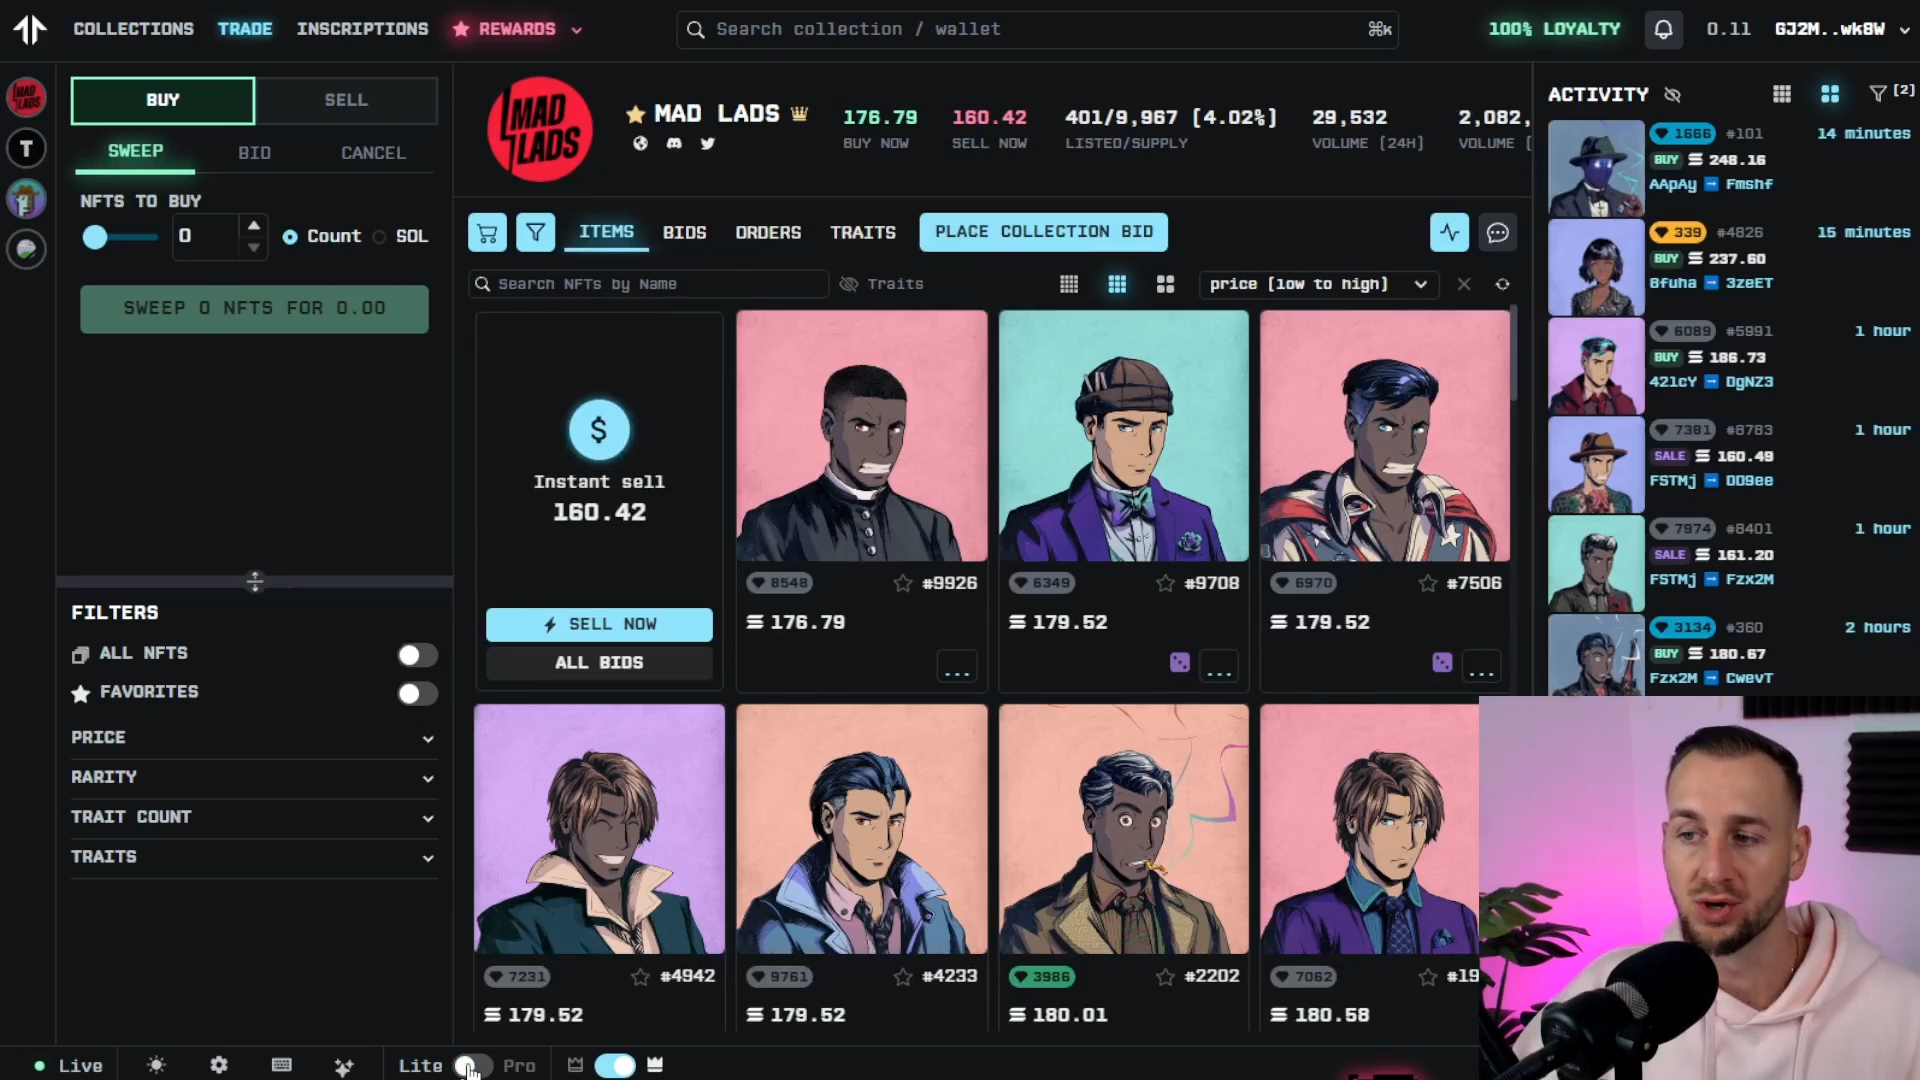 COLLECTIONS TRADE INSCRIPTIONS REWARDS
Search collection / wallet ⌘K
100% LOYALTY 0.11 GJ2M..wk8W
MAD LADS
T
BUY SELL
SWEEP BID CANCEL
NFTS TO BUY
0 Count SOL
SWEEP 0 NFTS FOR 0.00
FILTERS
ALL NFTS
FAVORITES
PRICE
RARITY
TRAIT COUNT
TRAITS
MAD LADS
MAD LADS
176.79 160.42 401/9,967 [4.02%] 29,532 2,082,
BUY NOW SELL NOW LISTED/SUPPLY VOLUME [24H] VOLUME [
ITEMS BIDS ORDERS TRAITS PLACE COLLECTION BID
Search NFTs by Name Traits price [low to high]
$
Instant sell
160.42
SELL NOW
ALL BIDS
8548 #9926
176.79
...
6349 #9708
179.52
...
6970 #7506
179.52
...
7231 #4942
179.52
9761 #4233
179.52
3986 #2202
180.01
7062 #19
180.58
ACTIVITY [2]
1666 #101 14 minutes
BUY 248.16
AApAy Fmshf
339 #4826 15 minutes
BUY 237.60
Bfuha 3zeET
6089 #5991 1 hour
BUY 186.73
421cY DgNZ3
7381 #8783 1 hour
SALE 160.49
FSTMj DD9ee
7974 #8401 1 hour
SALE 161.20
FSTMj Fzx2M
3134 #360 2 hours
BUY 180.67
Fzx2M CwevT
Live Lite Pro